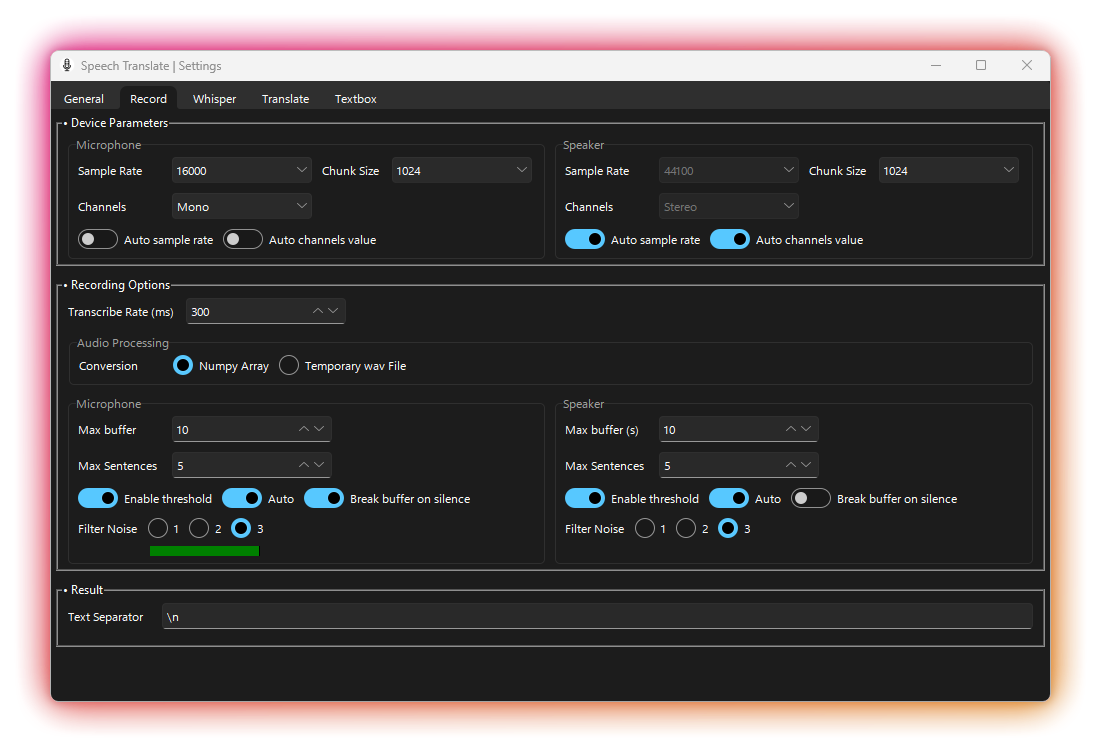 Speech Translate | Settings
General Record Whisper Translate Textbox
• Device Parameters
Microphone
Sample Rate 16000 Chunk Size 1024
Channels Mono
Auto sample rate Auto channels value
Speaker
Sample Rate 44100 Chunk Size 1024
Channels Stereo
Auto sample rate Auto channels value
• Recording Options
Transcribe Rate (ms) 300
Audio Processing
Conversion Numpy Array Temporary wav File
Microphone
Max buffer 10
Max Sentences 5
Enable threshold Auto Break buffer on silence
Filter Noise 1 2 3
Speaker
Max buffer (s) 10
Max Sentences 5
Enable threshold Auto Break buffer on silence
Filter Noise 1 2 3
• Result
Text Separator \n